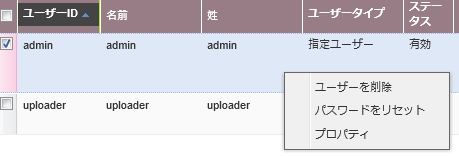 ユーザーID 名前 姓 ユーザータイプ ステータス
admin admin admin 指定ユーザー 有効
uploader uploader uploader
ユーザーを削除
パスワードをリセット
プロパティ